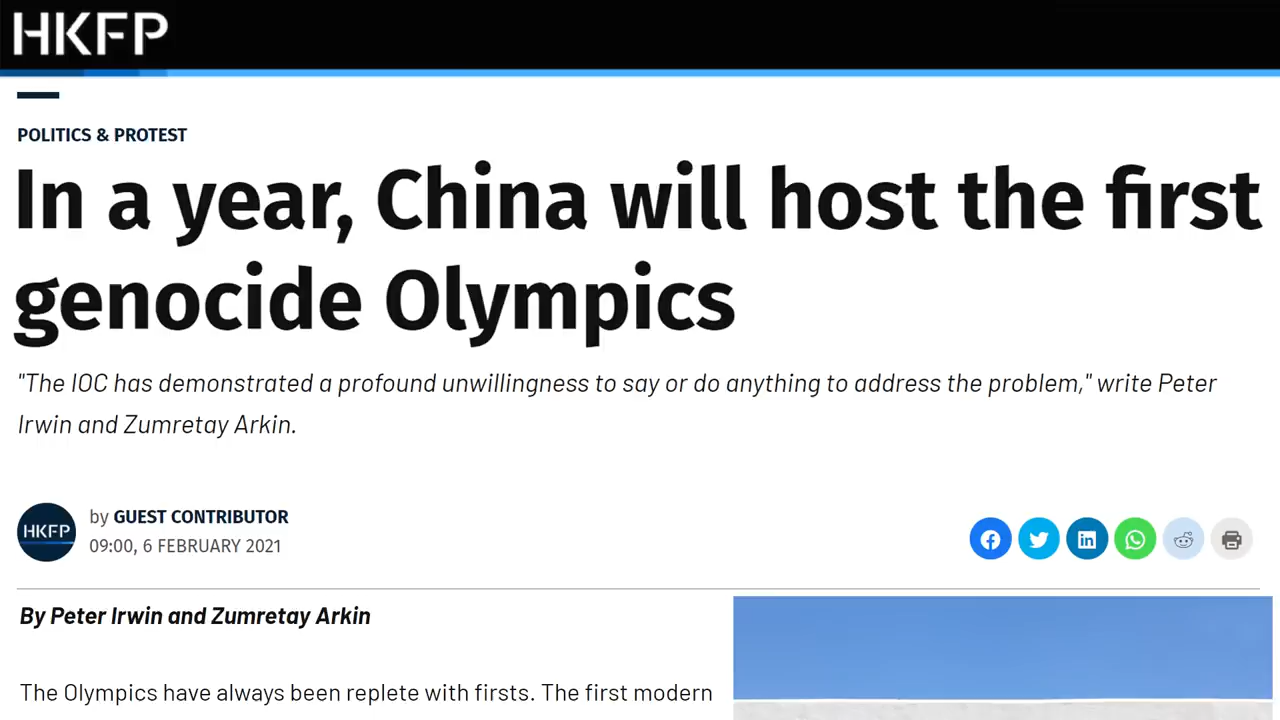 HKFP
POLITICS & PROTEST
In a year, China will host the first
genocide Olympics
"The IOC has demonstrated a profound unwillingness to say or do anything to address the problem," write Peter
Irwin and Zumretay Arkin.
HKFP
by GUEST CONTRIBUTOR
09:00, 6 FEBRUARY 2021
By Peter Irwin and Zumretay Arkin
The Olympics have always been replete with firsts. The first modern